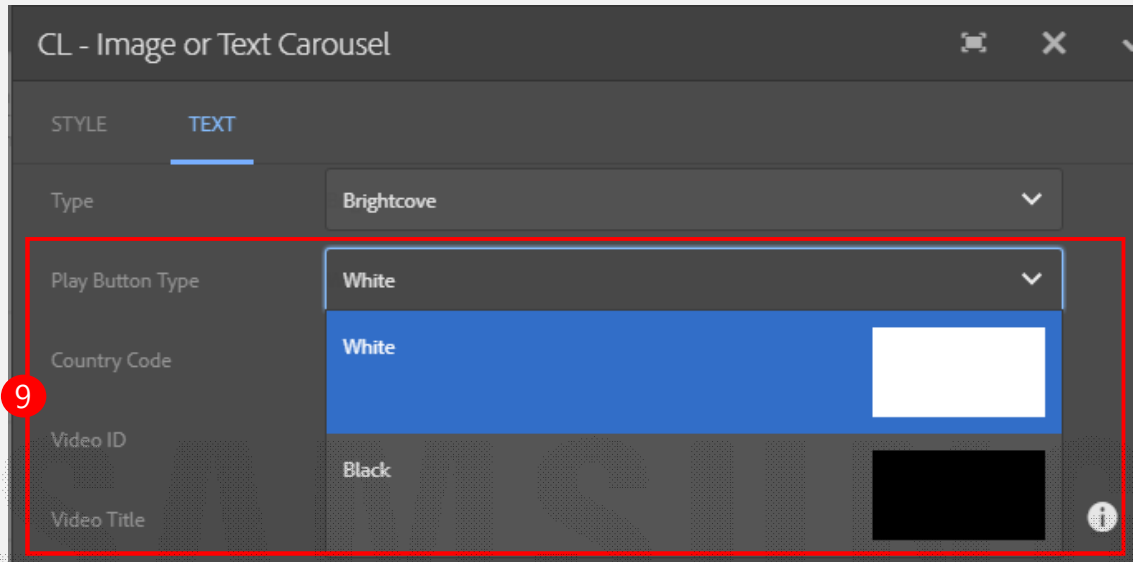 CL - Image or Text Carousel
STYLE TEXT
Type Brightcove
Play Button Type White
White
Country Code
9
Video ID
Black
Video Title
SAMSUNG